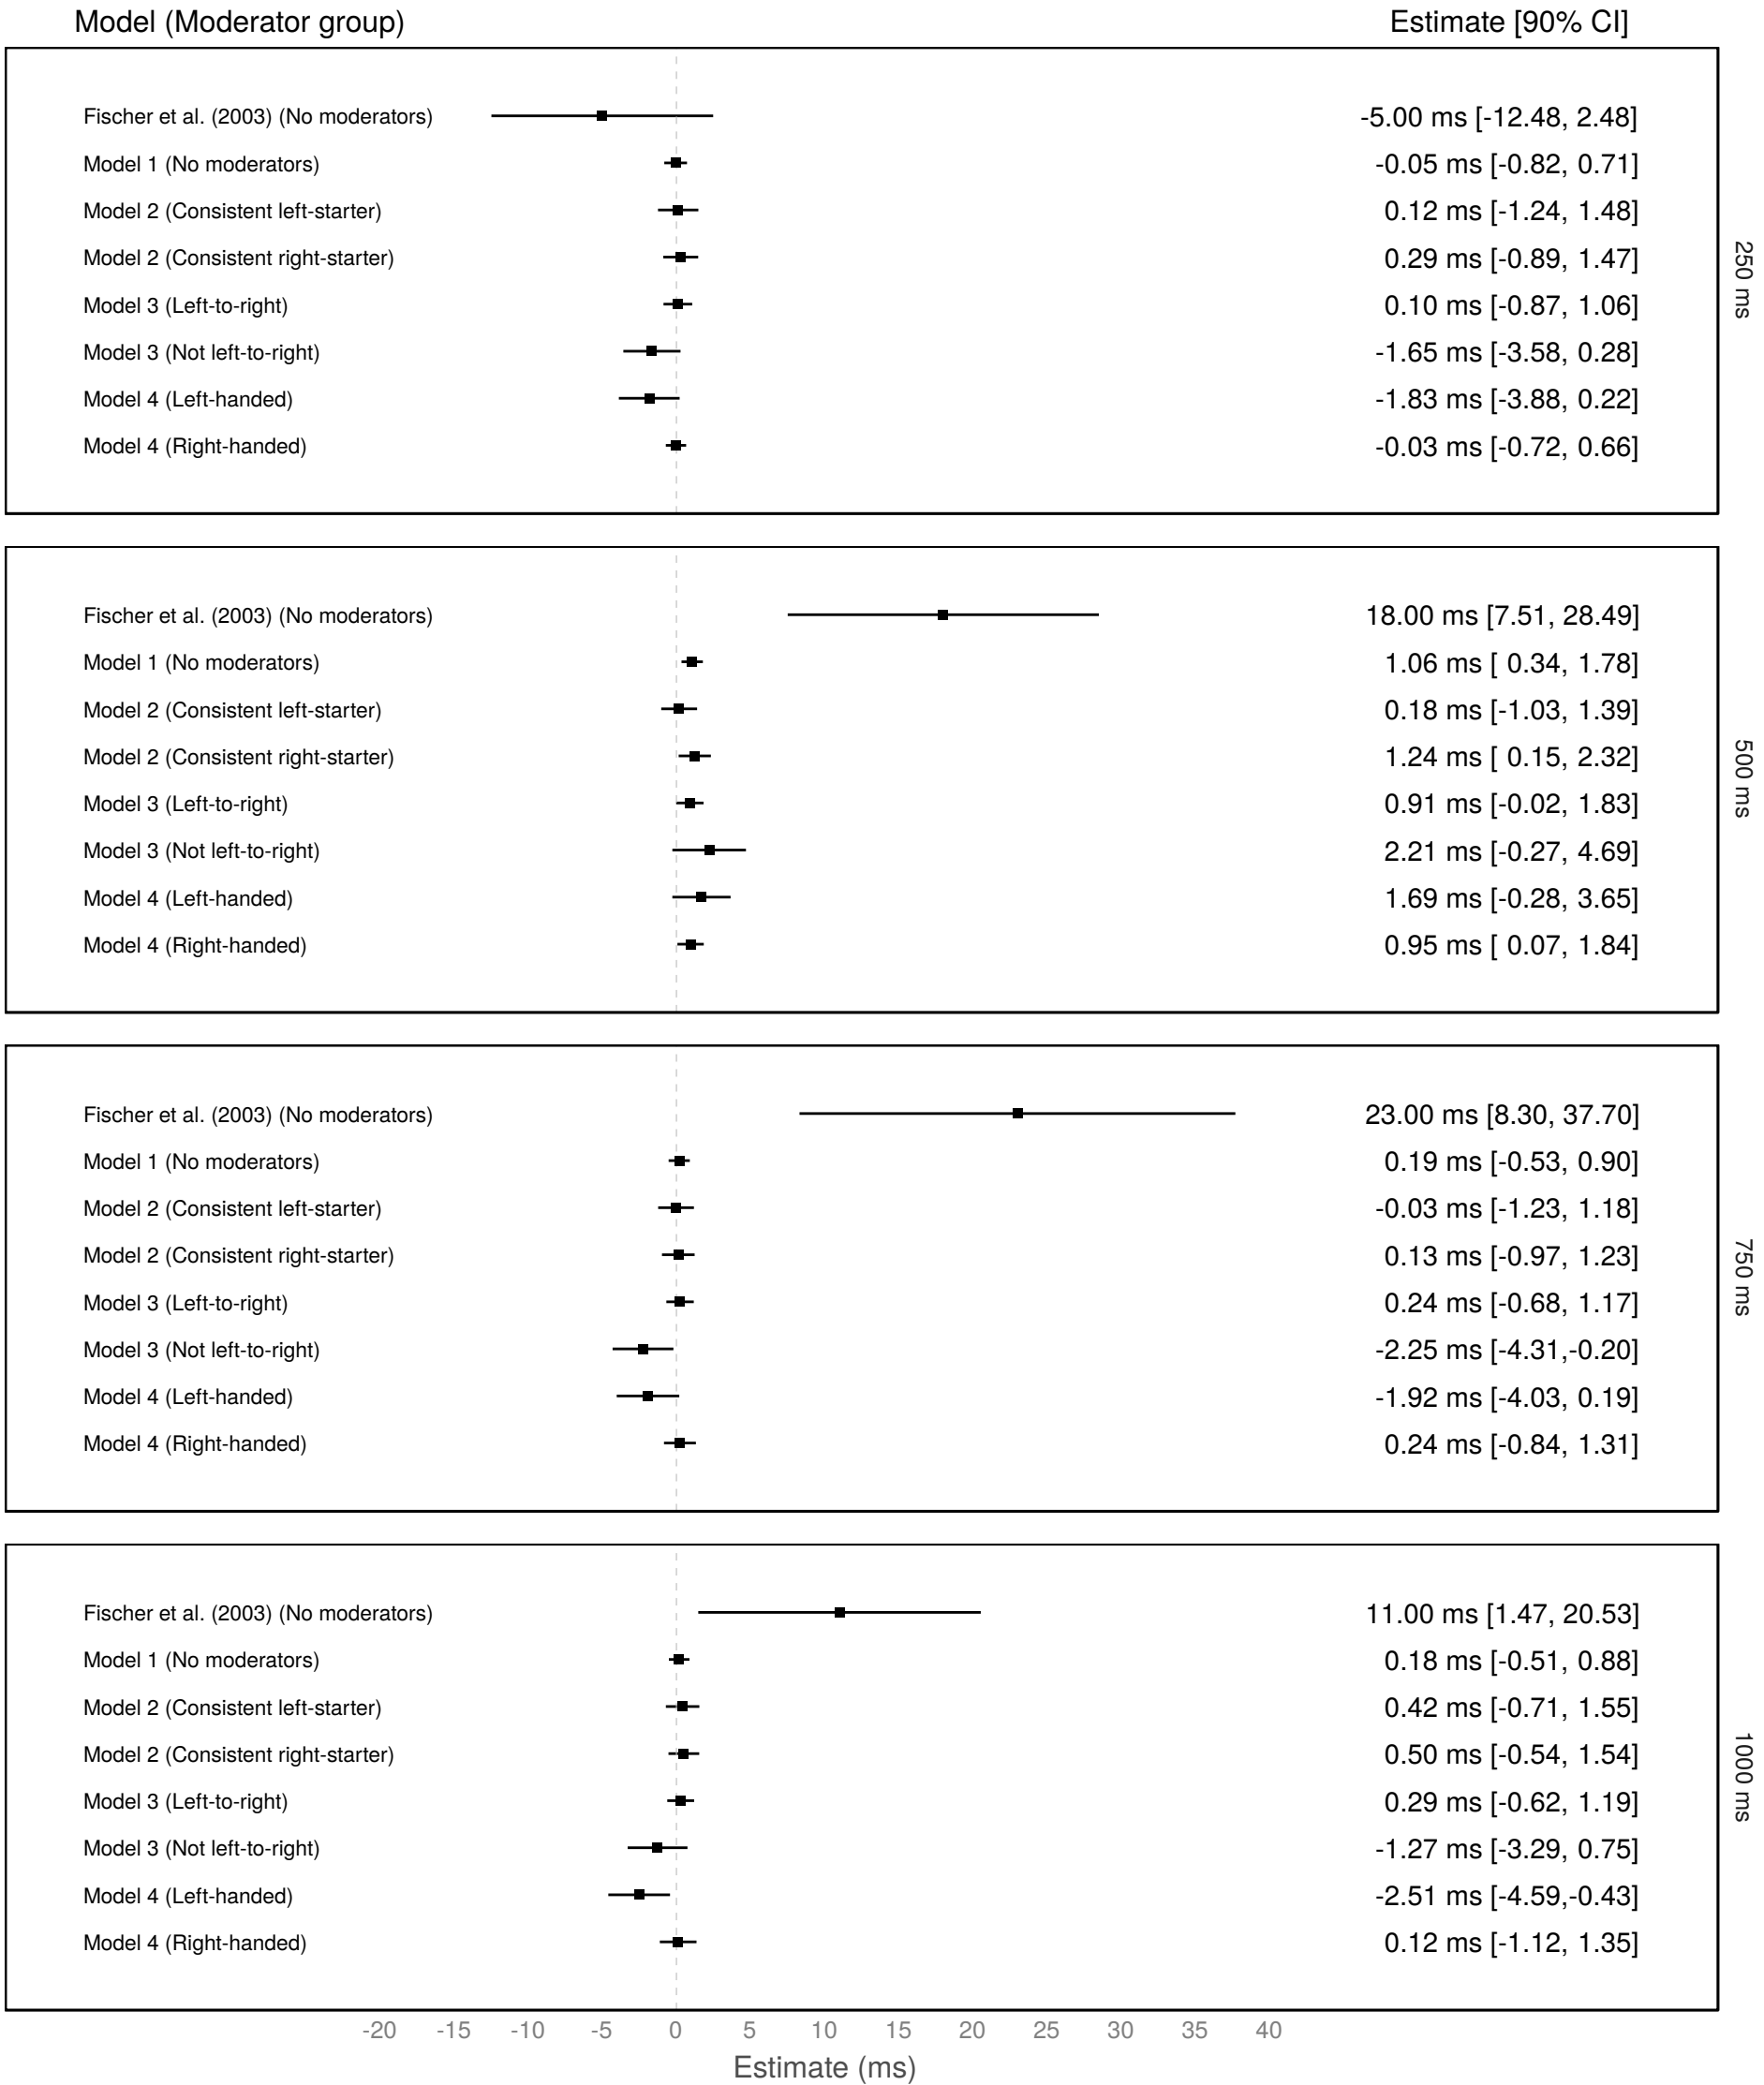 Model (Moderator group) Estimate [90% CI]
Fischer et al. (2003) (No moderators) -5.00 ms [-12.48, 2.48]
Model 1 (No moderators) -0.05 ms [-0.82, 0.71]
Model 2 (Consistent left-starter) 0.12 ms [-1.24, 1.48]
Model 2 (Consistent right-starter) 0.29 ms [-0.89, 1.47]
Model 3 (Left-to-right) 0.10 ms [-0.87, 1.06]
Model 3 (Not left-to-right) -1.65 ms [-3.58, 0.28]
Model 4 (Left-handed) -1.83 ms [-3.88, 0.22]
Model 4 (Right-handed) -0.03 ms [-0.72, 0.66]
250 ms
Fischer et al. (2003) (No moderators) 18.00 ms [7.51, 28.49]
Model 1 (No moderators) 1.06 ms [ 0.34, 1.78]
Model 2 (Consistent left-starter) 0.18 ms [-1.03, 1.39]
Model 2 (Consistent right-starter) 1.24 ms [ 0.15, 2.32]
Model 3 (Left-to-right) 0.91 ms [-0.02, 1.83]
Model 3 (Not left-to-right) 2.21 ms [-0.27, 4.69]
Model 4 (Left-handed) 1.69 ms [-0.28, 3.65]
Model 4 (Right-handed) 0.95 ms [ 0.07, 1.84]
500 ms
Fischer et al. (2003) (No moderators) 23.00 ms [8.30, 37.70]
Model 1 (No moderators) 0.19 ms [-0.53, 0.90]
Model 2 (Consistent left-starter) -0.03 ms [-1.23, 1.18]
Model 2 (Consistent right-starter) 0.13 ms [-0.97, 1.23]
Model 3 (Left-to-right) 0.24 ms [-0.68, 1.17]
Model 3 (Not left-to-right) -2.25 ms [-4.31,-0.20]
Model 4 (Left-handed) -1.92 ms [-4.03, 0.19]
Model 4 (Right-handed) 0.24 ms [-0.84, 1.31]
750 ms
Fischer et al. (2003) (No moderators) 11.00 ms [1.47, 20.53]
Model 1 (No moderators) 0.18 ms [-0.51, 0.88]
Model 2 (Consistent left-starter) 0.42 ms [-0.71, 1.55]
Model 2 (Consistent right-starter) 0.50 ms [-0.54, 1.54]
Model 3 (Left-to-right) 0.29 ms [-0.62, 1.19]
Model 3 (Not left-to-right) -1.27 ms [-3.29, 0.75]
Model 4 (Left-handed) -2.51 ms [-4.59,-0.43]
Model 4 (Right-handed) 0.12 ms [-1.12, 1.35]
1000 ms
-20 -15 -10 -5 0 5 10 15 20 25 30 35 40
Estimate (ms)